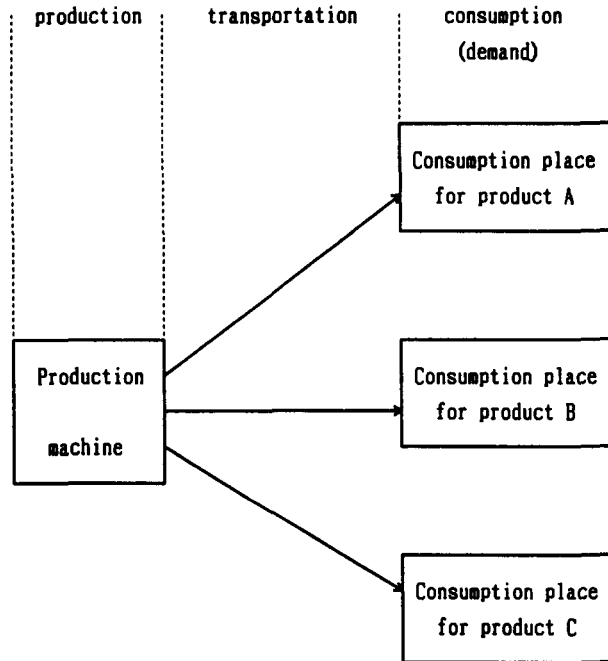 production transportation consumption
(demand)
Consumption place
for product A
Production
machine
Consumption place
for product B
Consumption place
for product C